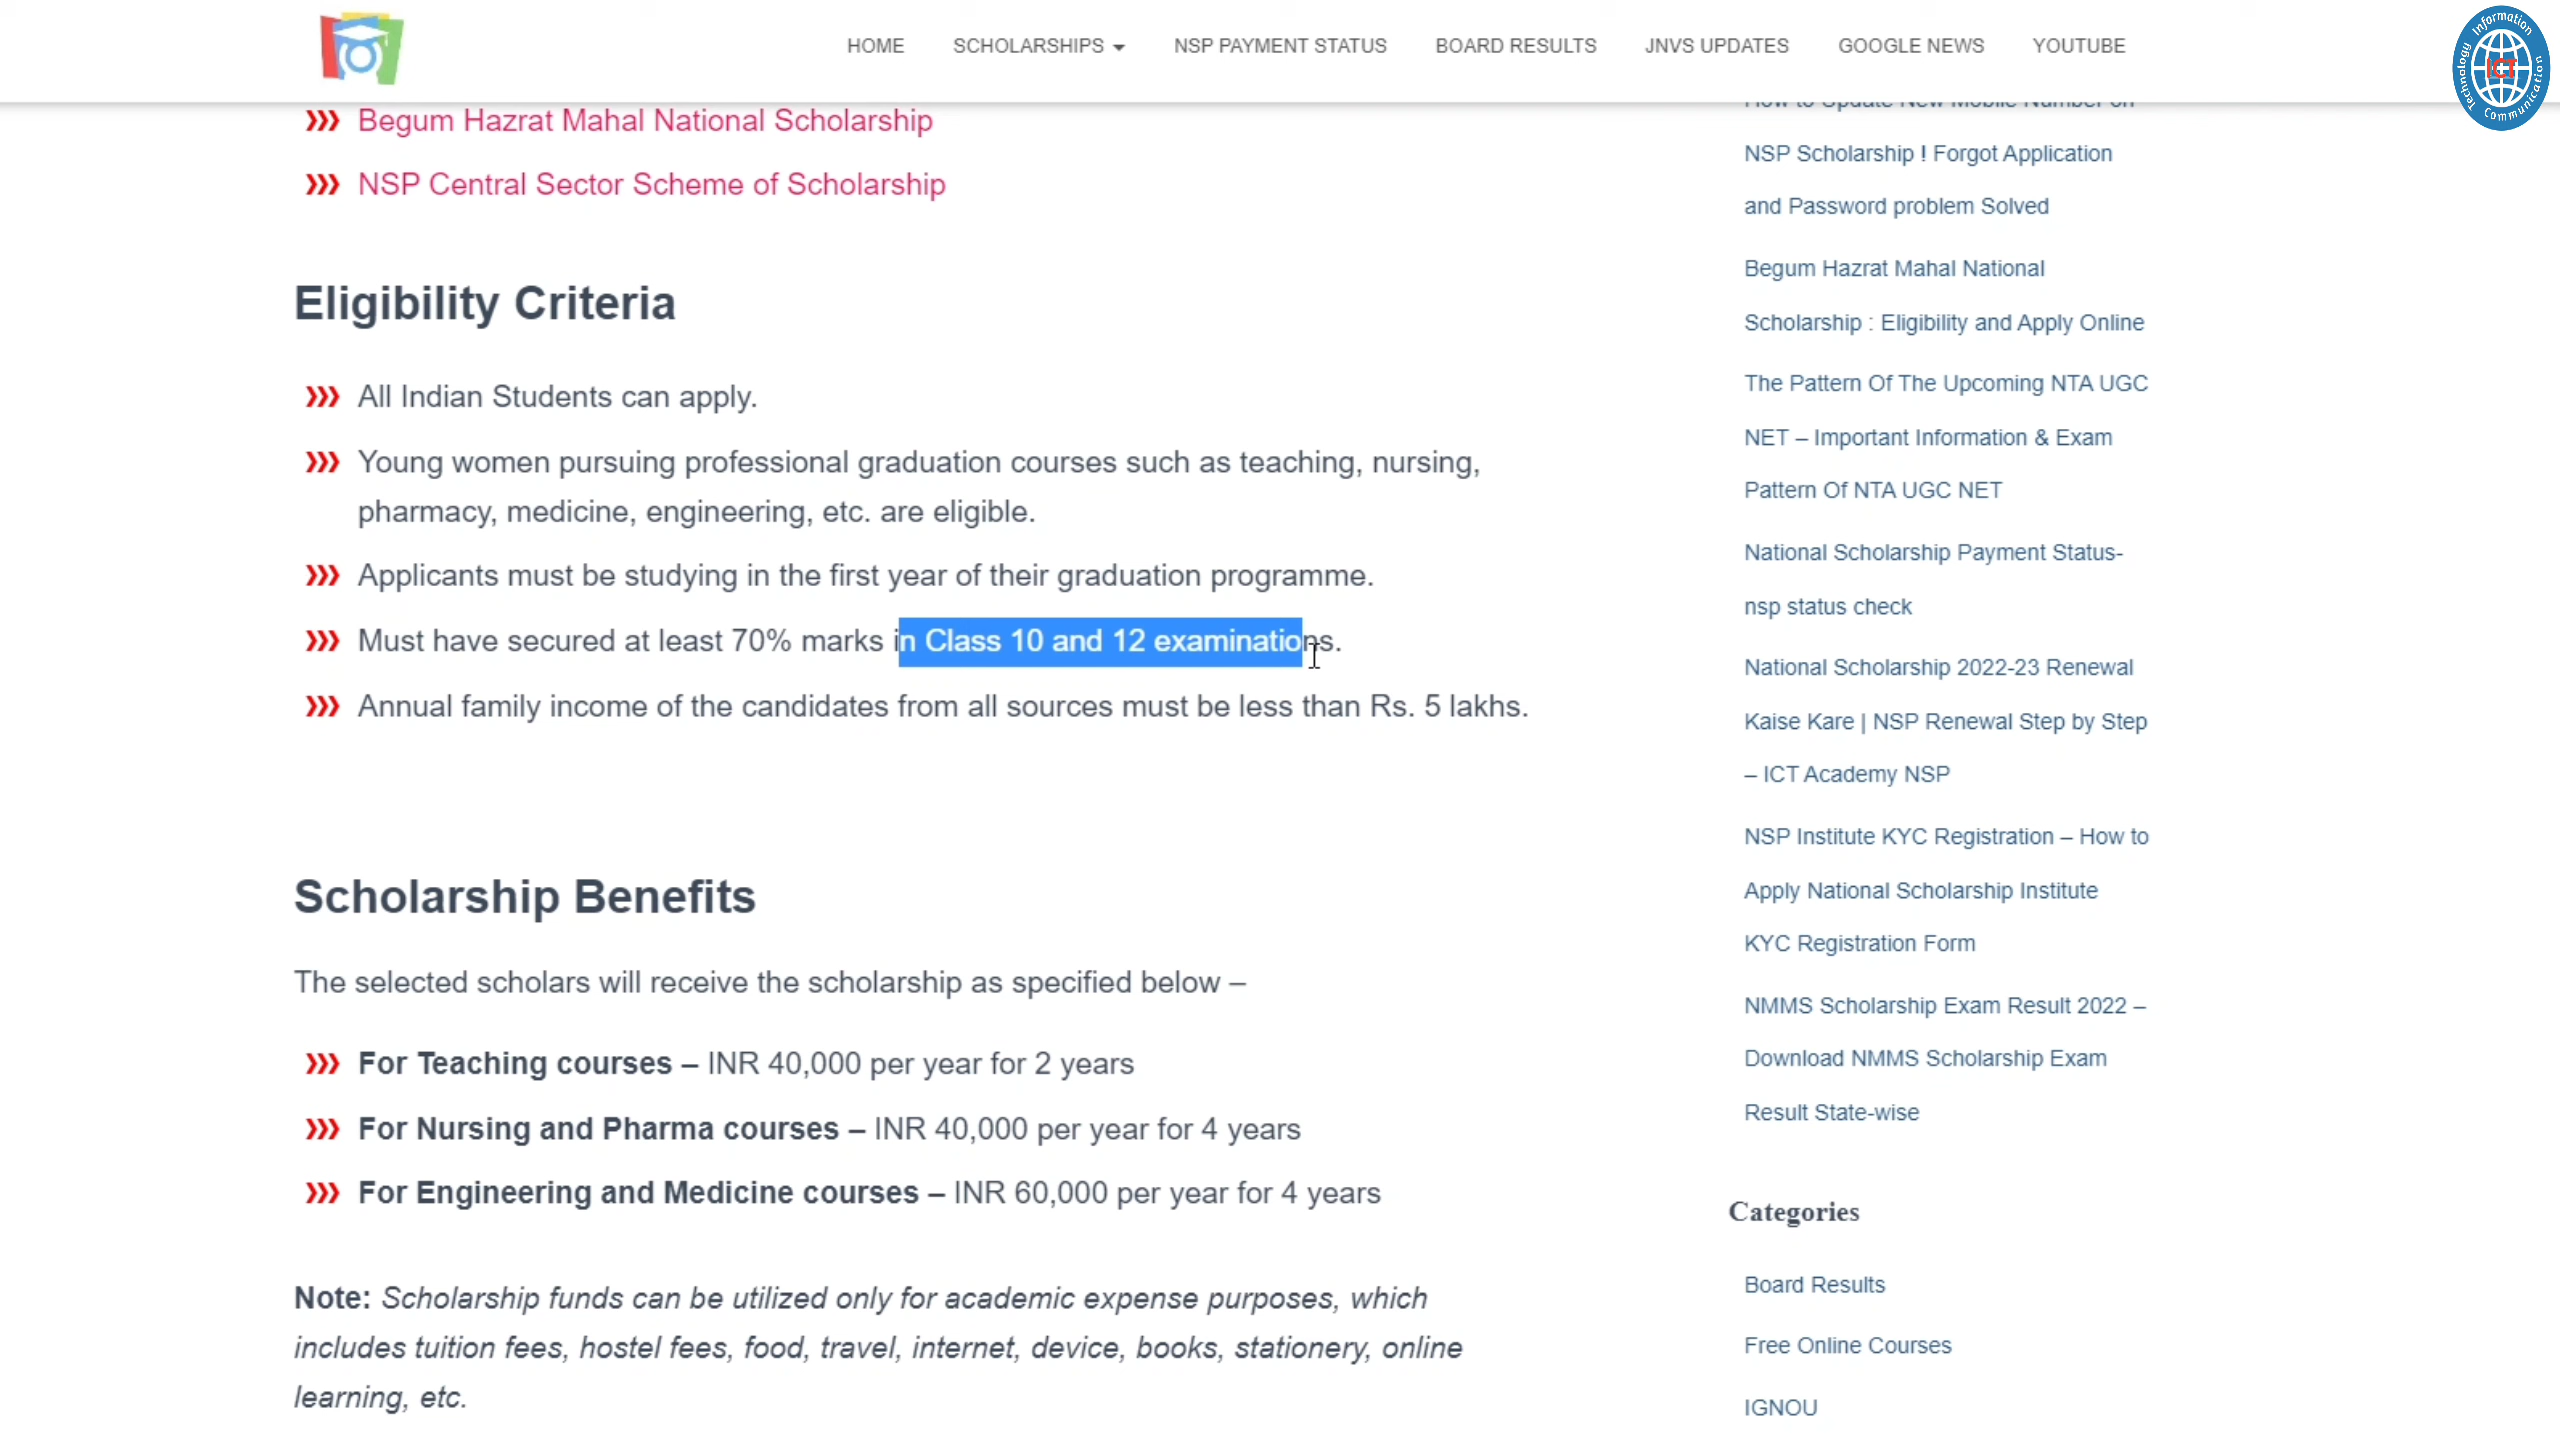 HOME SCHOLARSHIPS NSP PAYMENT STATUS BOARD RESULTS JNVS UPDATES GOOGLE NEWS YOUTUBE
Information
Communication
Technology
ICT
Begum Hazrat Mahal National Scholarship
NSP Central Sector Scheme of Scholarship
Eligibility Criteria
All Indian Students can apply.
Young women pursuing professional graduation courses such as teaching, nursing,
pharmacy, medicine, engineering, etc. are eligible.
Applicants must be studying in the first year of their graduation programme.
Must have secured at least 70% marks in Class 10 and 12 examinations.
Annual family income of the candidates from all sources must be less than Rs. 5 lakhs.
Scholarship Benefits
The selected scholars will receive the scholarship as specified below –
For Teaching courses – INR 40,000 per year for 2 years
For Nursing and Pharma courses – INR 40,000 per year for 4 years
For Engineering and Medicine courses – INR 60,000 per year for 4 years
Note: Scholarship funds can be utilized only for academic expense purposes, which
includes tuition fees, hostel fees, food, travel, internet, device, books, stationery, online
learning, etc.
How to Update New Mobile Number on
NSP Scholarship ! Forgot Application
and Password problem Solved
Begum Hazrat Mahal National
Scholarship : Eligibility and Apply Online
The Pattern Of The Upcoming NTA UGC
NET – Important Information & Exam
Pattern Of NTA UGC NET
National Scholarship Payment Status-
nsp status check
National Scholarship 2022-23 Renewal
Kaise Kare | NSP Renewal Step by Step
– ICT Academy NSP
NSP Institute KYC Registration – How to
Apply National Scholarship Institute
KYC Registration Form
NMMS Scholarship Exam Result 2022 –
Download NMMS Scholarship Exam
Result State-wise
Categories
Board Results
Free Online Courses
IGNOU